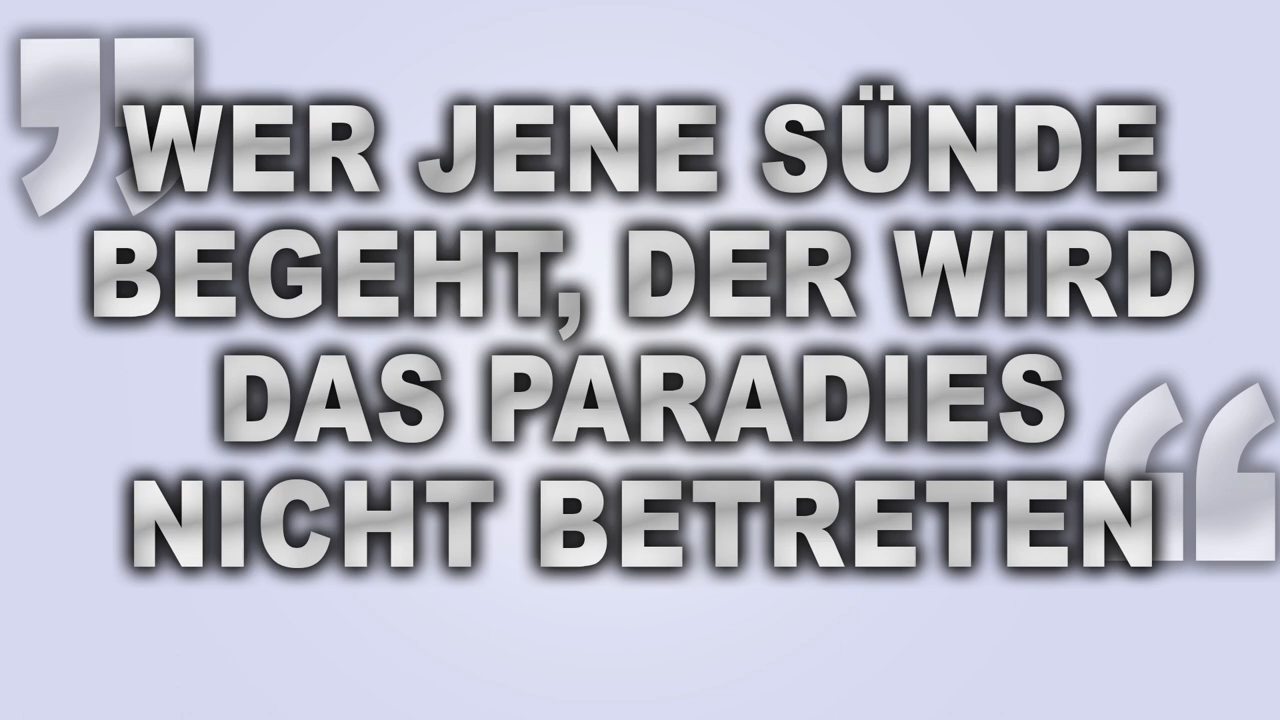 ”WER JENE SÜNDE
BEGEHT, DER WIRD
DAS PARADIES
NICHT BETRETEN“